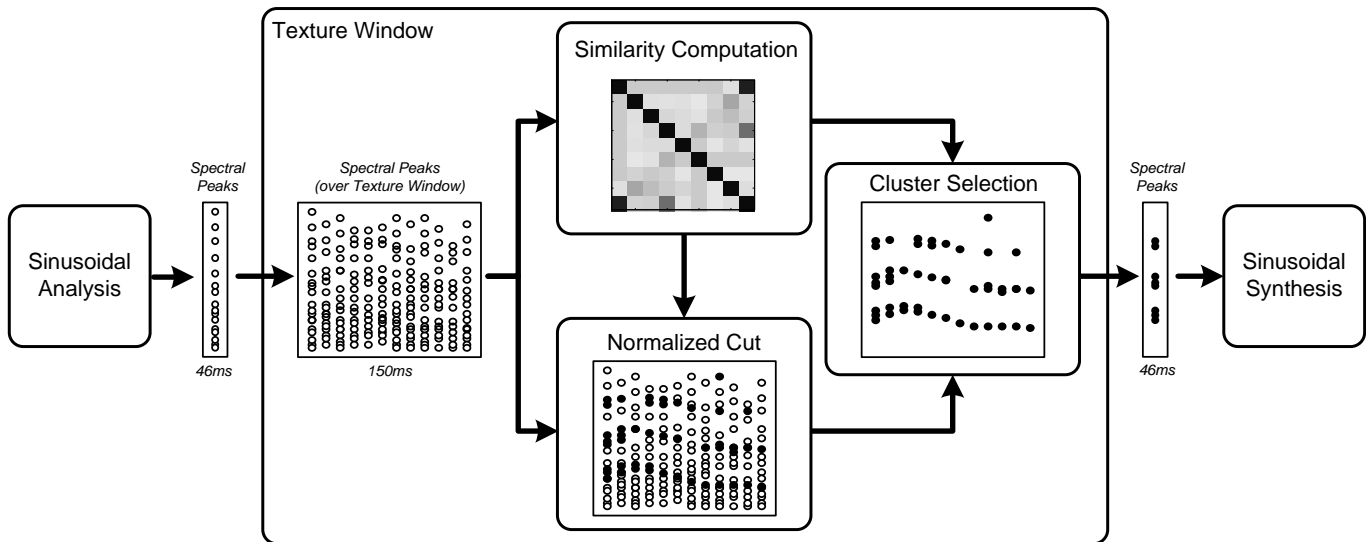 Texture Window
Similarity Computation
Spectral
Peaks
Spectral Peaks
(over Texture Window)
Sinusoidal
Analysis
46ms
150ms
Normalized Cut
Cluster Selection
Spectral
Peaks
46ms
Sinusoidal
Synthesis